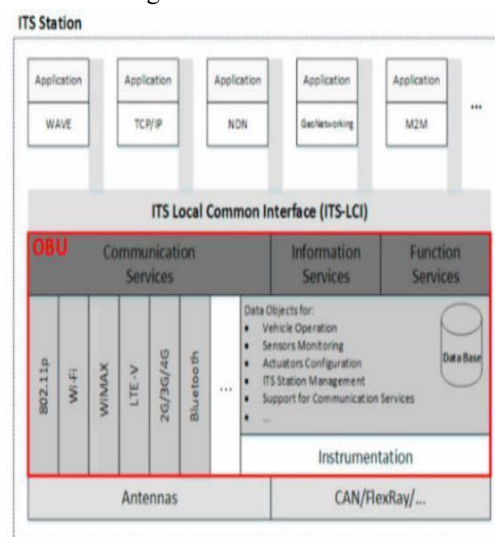 ITS Station
Application Application Application Application Application
WAVE TCP/IP NDN GeoNetworking M2M ...
ITS Local Common Interface (ITS-LCI)
OBU
Communication Services
Information Services
Function Services
802.11p
Wi-Fi
WiMAX
LTE-V
2G/3G/4G
Bluetooth
...
Data Objects for:
• Vehicle Operation
• Sensors Monitoring
• Actuators Configuration
• ITS Station Management
• Support for Communication Services
• ...
Data Base
Instrumentation
Antennas
CAN/FlexRay/...